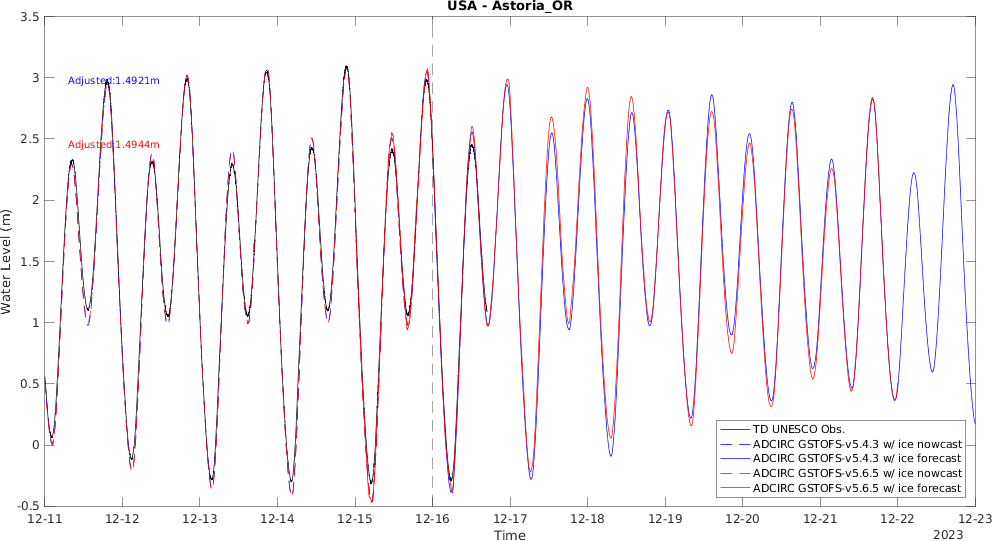 USA - Astoria_OR
3.5
3
2.5
2
1.5
1
0.5
0
-0.5
Water Level (m)
Adjusted:1.4921m
Adjusted:1.4944m
TD UNESCO Obs.
ADCIRC GSTOFS-v5.4.3 w/ ice nowcast
ADCIRC GSTOFS-v5.4.3 w/ ice forecast
ADCIRC GSTOFS-v5.6.5 w/ ice nowcast
ADCIRC GSTOFS-v5.6.5 w/ ice forecast
12-11 12-12 12-13 12-14 12-15 12-16 12-17 12-18 12-19 12-20 12-21 12-22 12-23
Time
2023